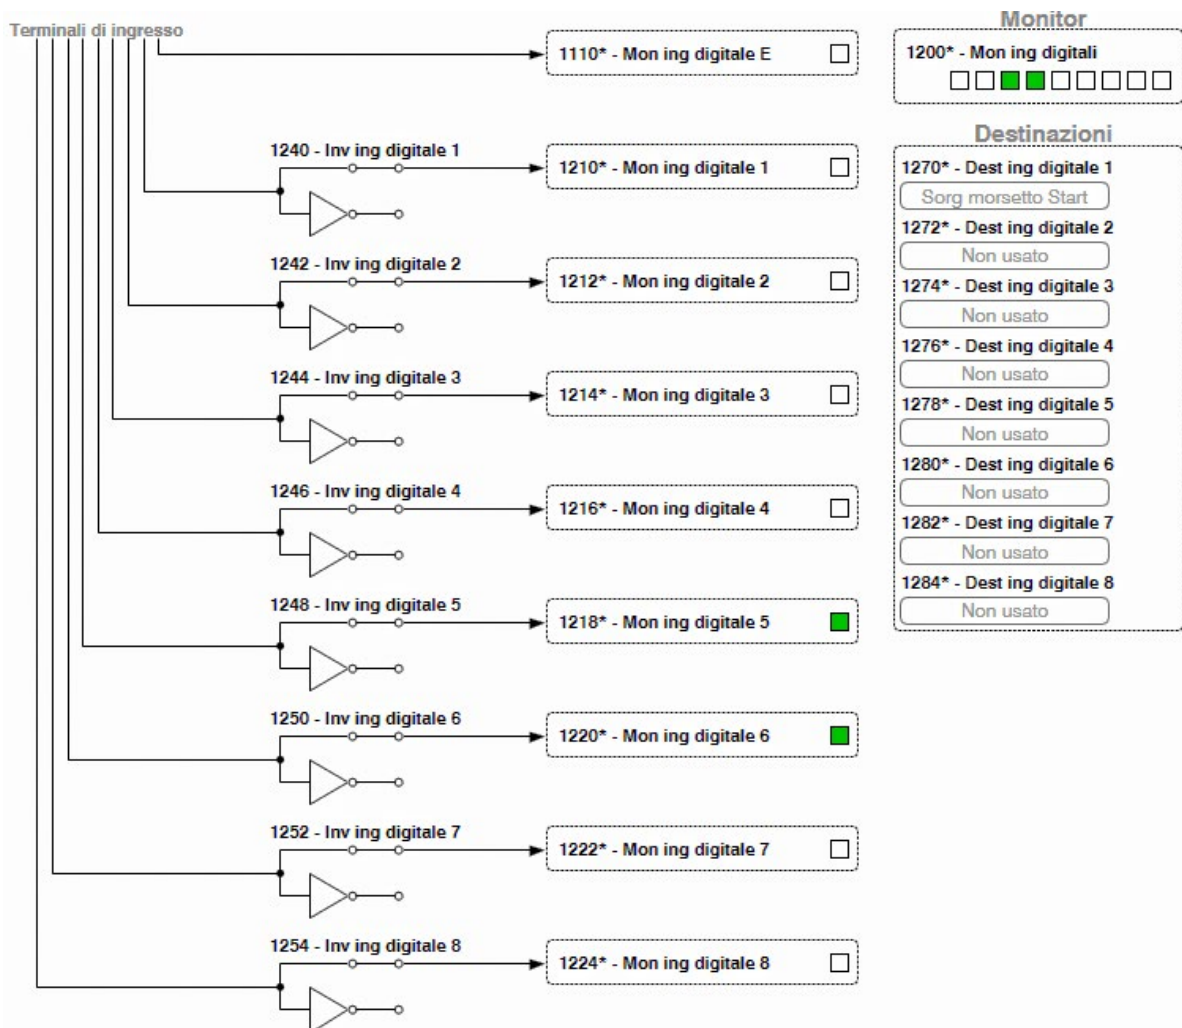 Terminali di ingresso
1110* - Mon ing digitale E
1240 - Inv ing digitale 1
1210* - Mon ing digitale 1
1242 - Inv ing digitale 2
1212* - Mon ing digitale 2
1244 - Inv ing digitale 3
1214* - Mon ing digitale 3
1246 - Inv ing digitale 4
1216* - Mon ing digitale 4
1248 - Inv ing digitale 5
1218* - Mon ing digitale 5
1250 - Inv ing digitale 6
1220* - Mon ing digitale 6
1252 - Inv ing digitale 7
1222* - Mon ing digitale 7
1254 - Inv ing digitale 8
1224* - Mon ing digitale 8
Monitor
1200* - Mon ing digitali
Destinazioni
1270* - Dest ing digitale 1
Sorg morsetto Start
1272* - Dest ing digitale 2
Non usato
1274* - Dest ing digitale 3
Non usato
1276* - Dest ing digitale 4
Non usato
1278* - Dest ing digitale 5
Non usato
1280* - Dest ing digitale 6
Non usato
1282* - Dest ing digitale 7
Non usato
1284* - Dest ing digitale 8
Non usato